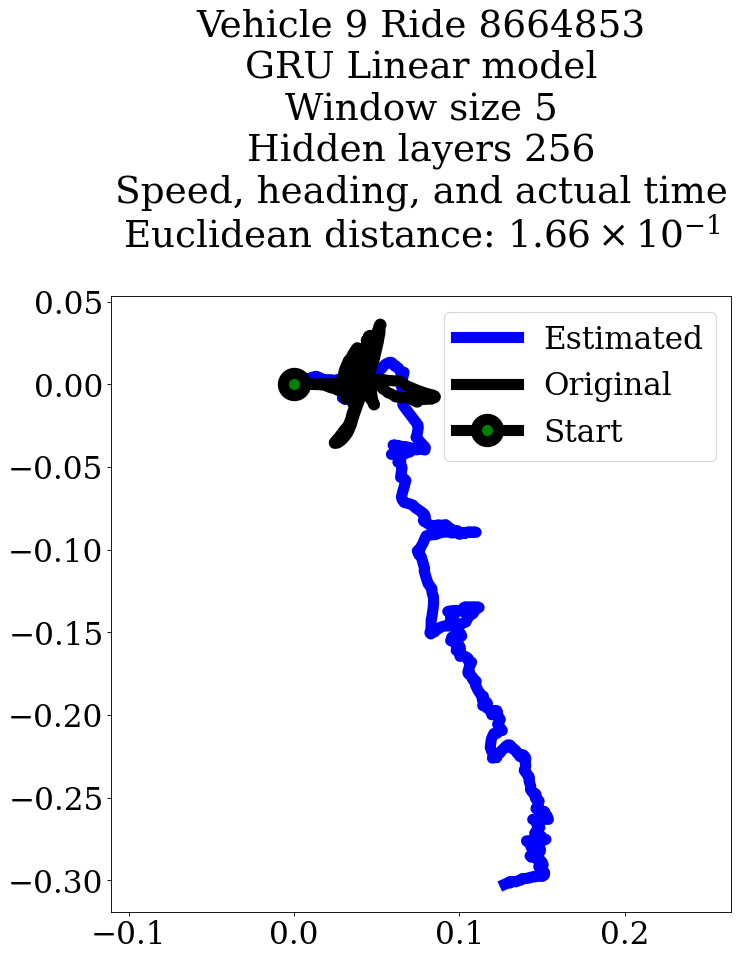 Vehicle 9 Ride 8664853
GRU Linear model
Window size 5
Hidden layers 256
Speed, heading, and actual time
Euclidean distance: 1.66 × 10⁻¹
Estimated
Original
Start
0.05
0.00
−0.05
−0.10
−0.15
−0.20
−0.25
−0.30
−0.1
0.0
0.1
0.2